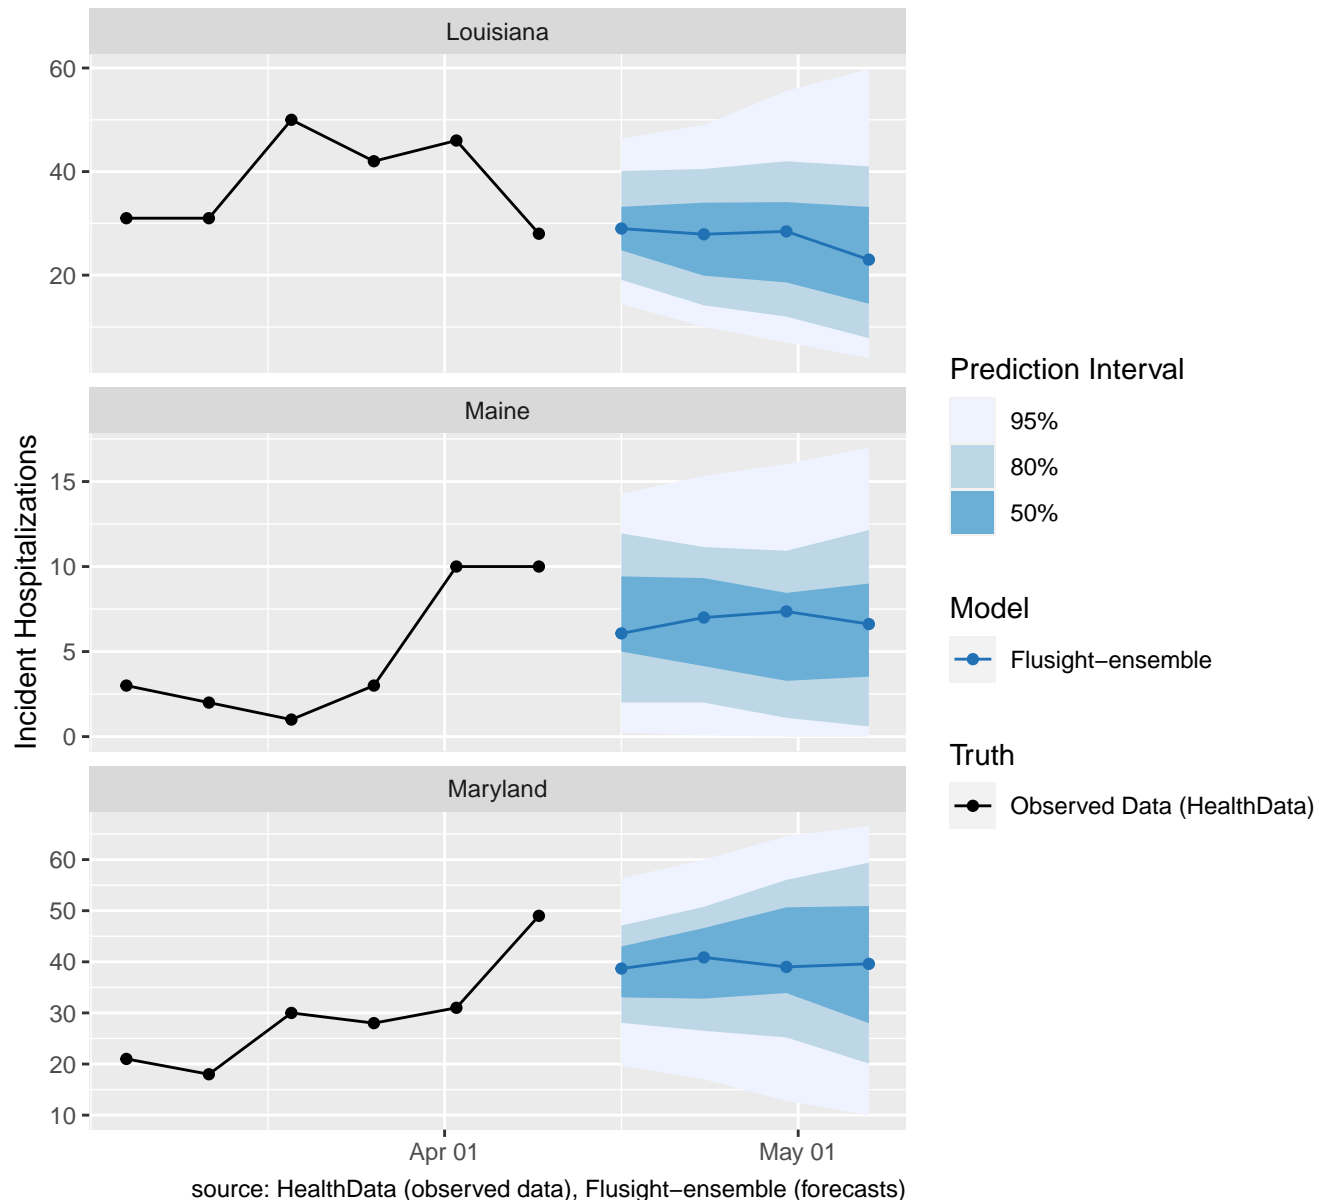 Louisiana
60
40
20
Maine
15
10
5
0
Maryland
60
50
40
30
20
10
Apr 01
May 01
Incident Hospitalizations
source: HealthData (observed data), Flusight−ensemble (forecasts)
Prediction Interval
95%
80%
50%
Model
Flusight−ensemble
Truth
Observed Data (HealthData)